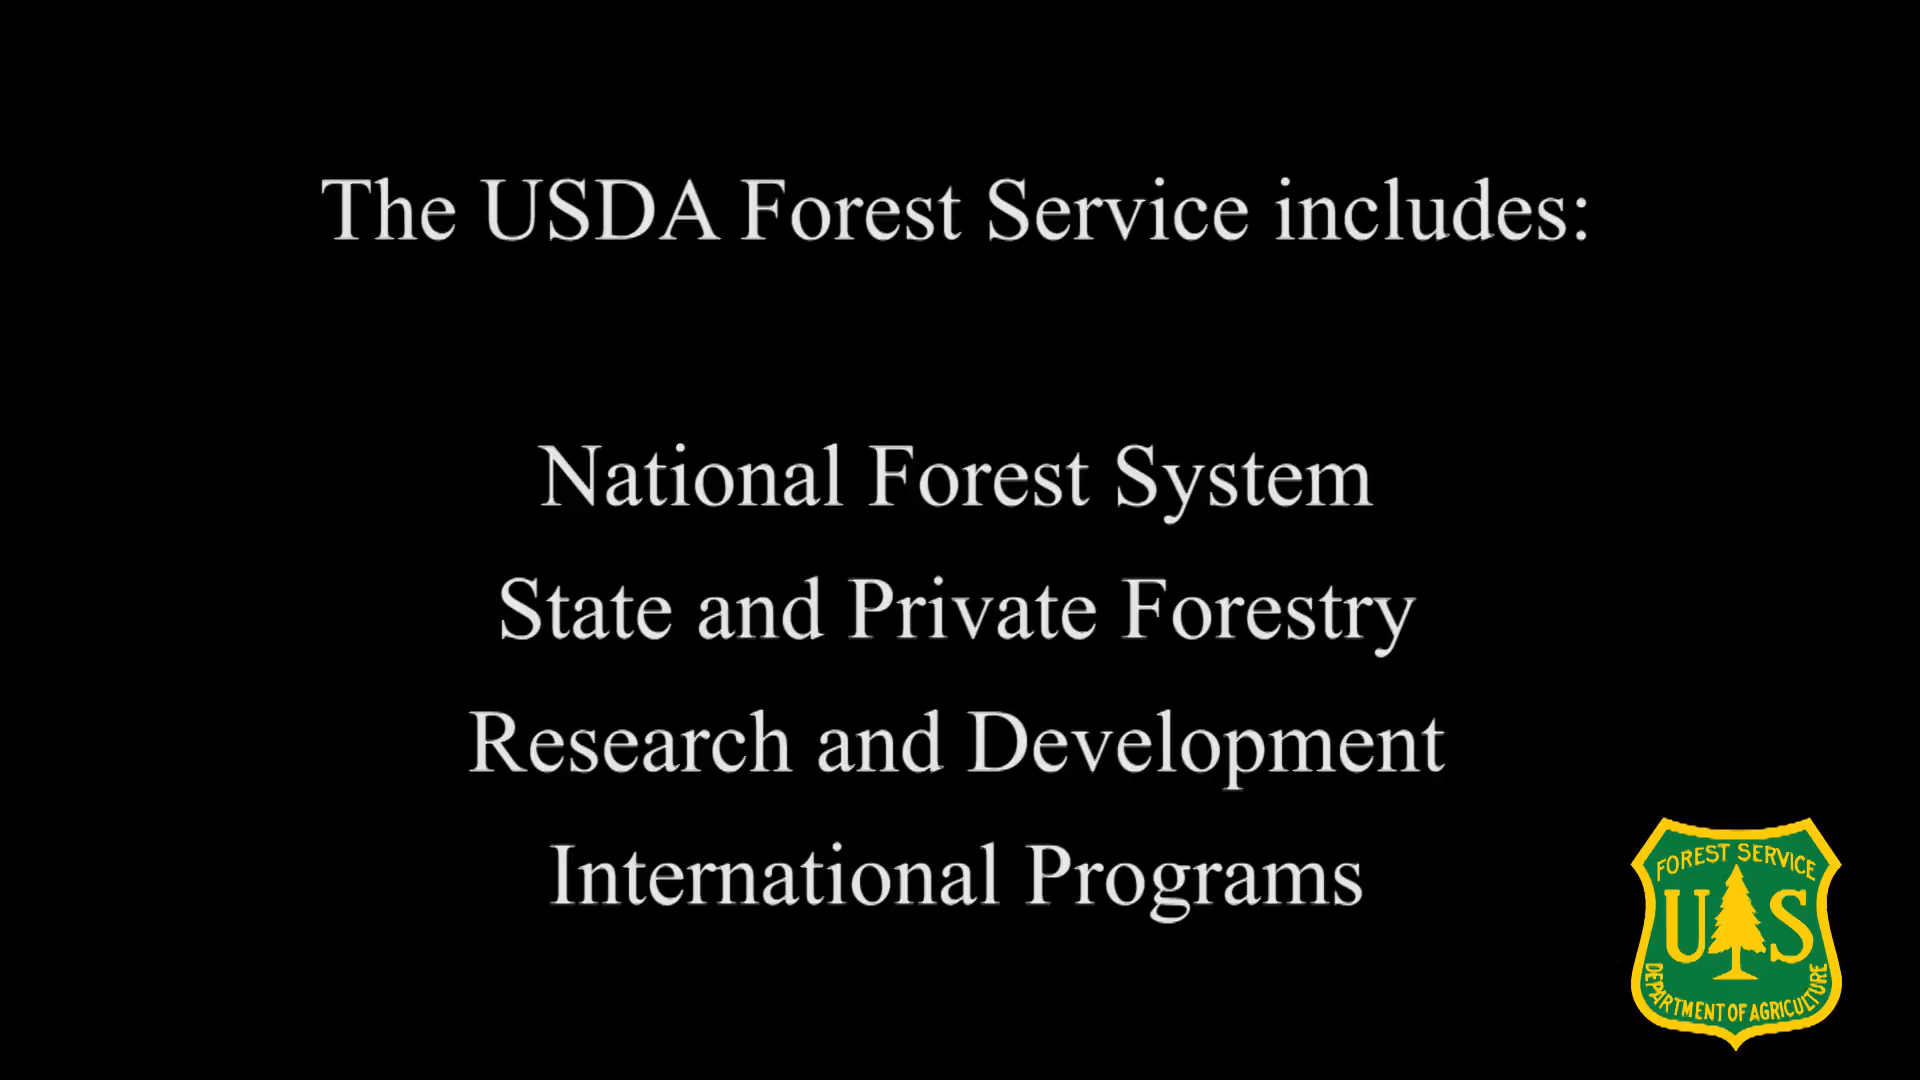 The USDA Forest Service includes:
National Forest System
State and Private Forestry
Research and Development
International Programs
FOREST SERVICE
U S
DEPARTMENT OF AGRICULTURE